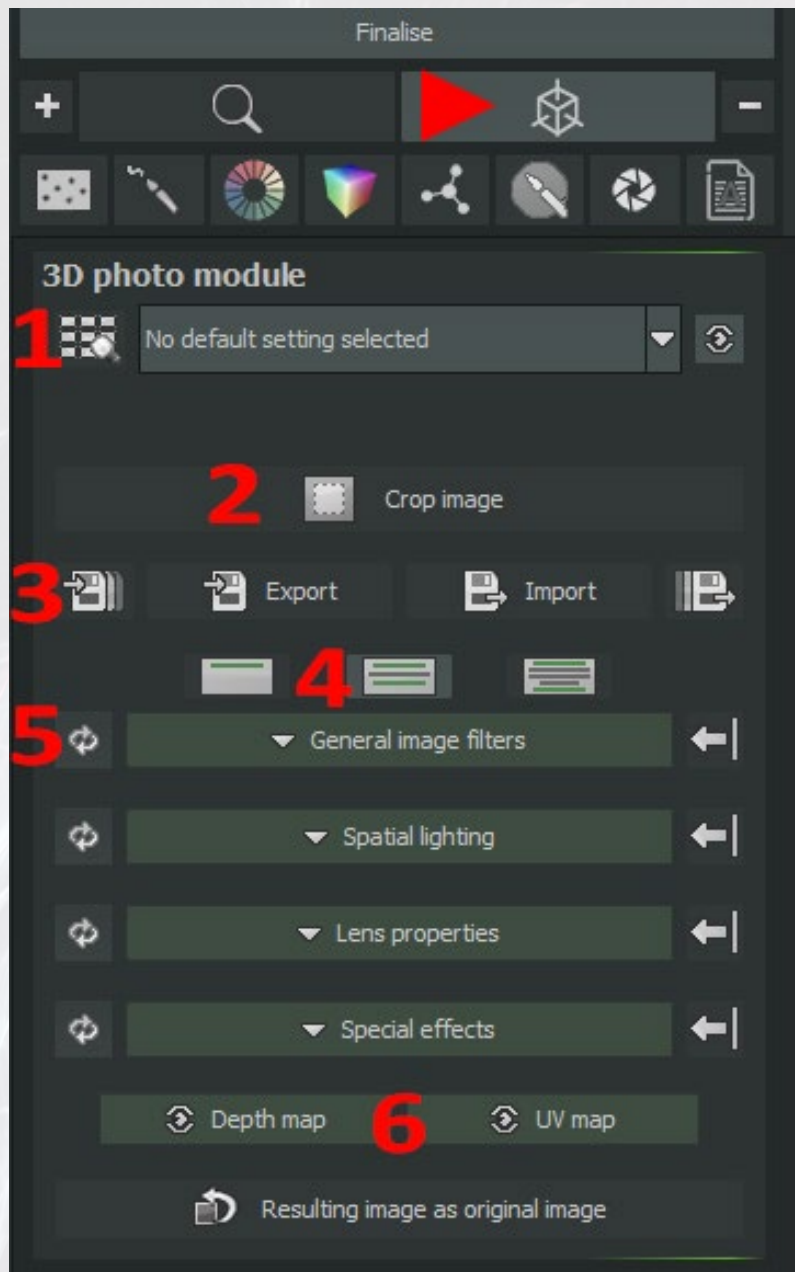 Finalise
+ -
3D photo module
1 No default setting selected
2 Crop image
3 Export Import
4
5 General image filters
Spatial lighting
Lens properties
Special effects
Depth map 6 UV map
Resulting image as original image